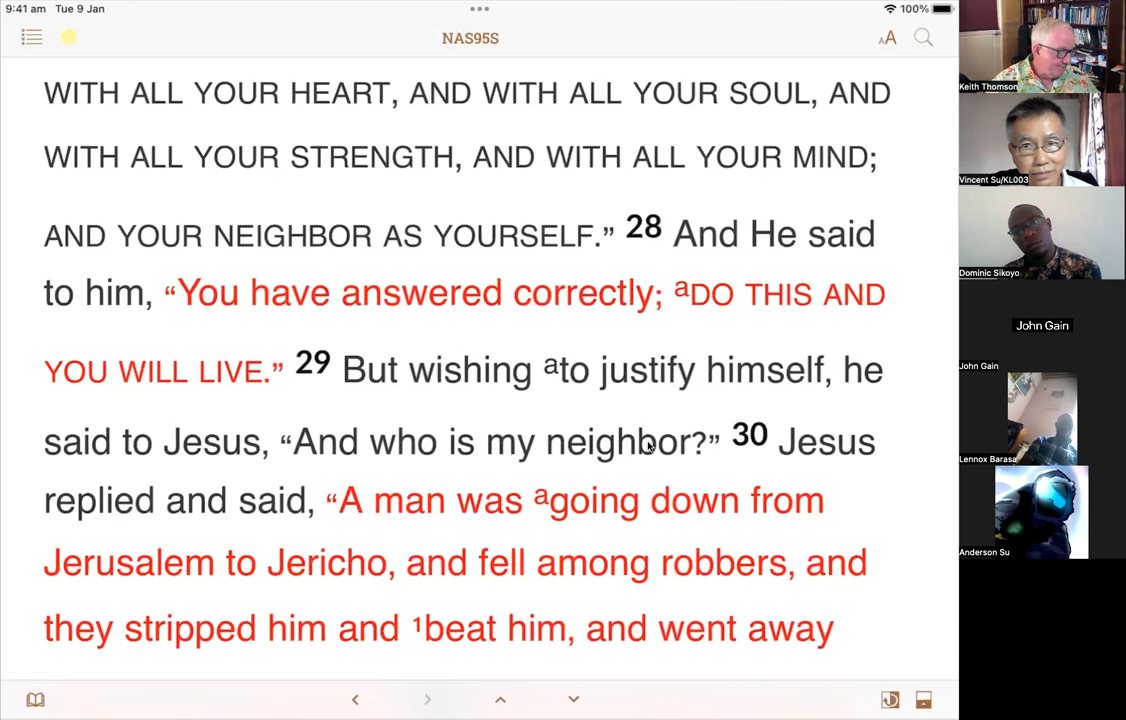 9:41 am Tue 9 Jan
100%
NAS95S
AA
WITH ALL YOUR HEART, AND WITH ALL YOUR SOUL, AND
WITH ALL YOUR STRENGTH, AND WITH ALL YOUR MIND;
AND YOUR NEIGHBOR AS YOURSELF.” 28 And He said
to him, “You have answered correctly; aDO THIS AND
YOU WILL LIVE.” 29 But wishing ato justify himself, he
said to Jesus, “And who is my neighbor?” 30 Jesus
replied and said, “A man was agoing down from
Jerusalem to Jericho, and fell among robbers, and
they stripped him and 1beat him, and went away
Keith Thomson
Vincent Su/KL003
Dominic Sikoyo
John Gain
John Gain
Lennox Barasa
Anderson Su